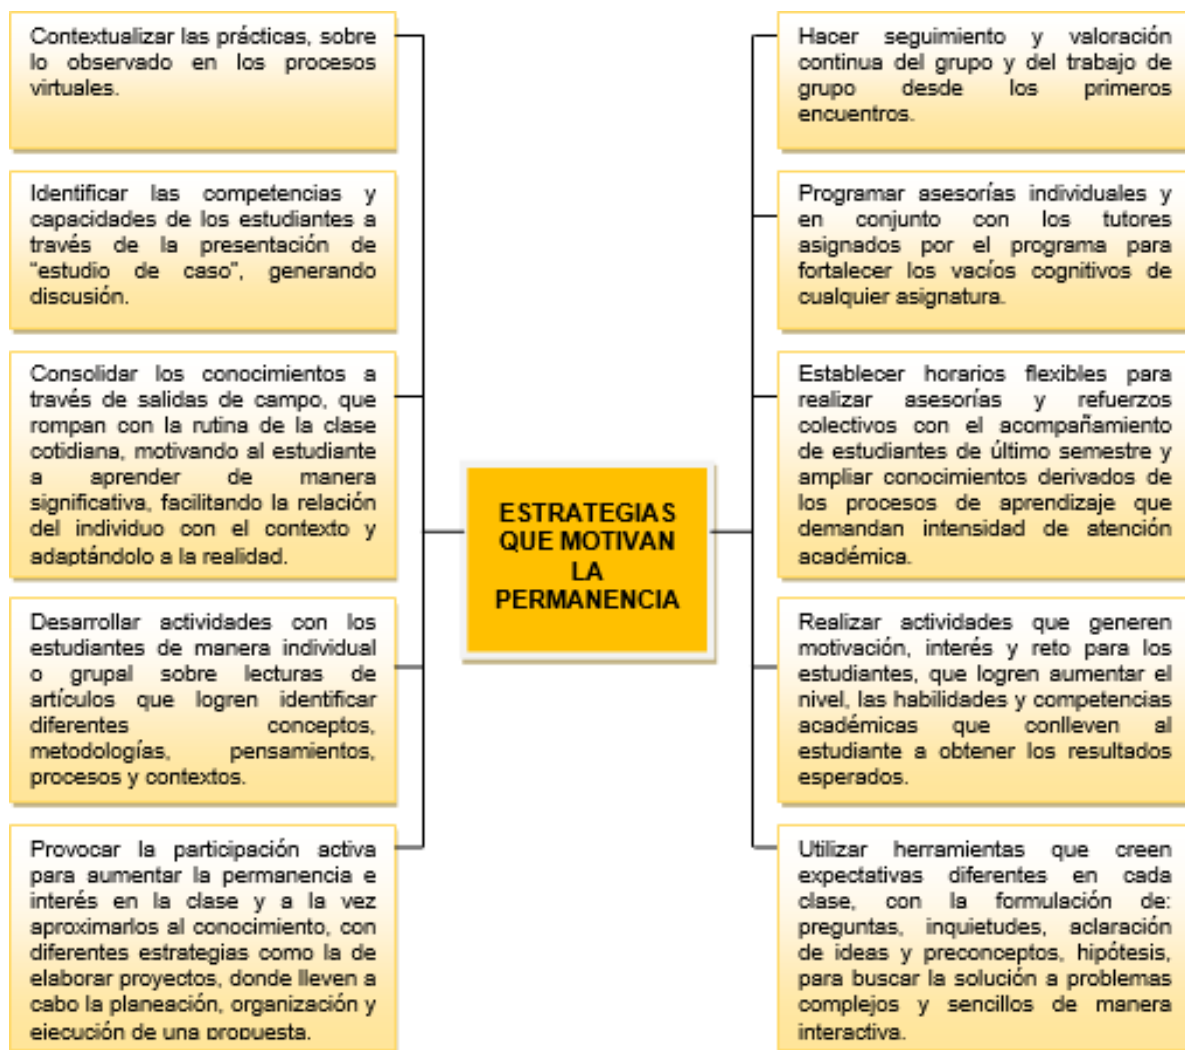 Contextualizar las prácticas, sobre
lo observado en los procesos
virtuales.
Identificar las competencias y
capacidades de los estudiantes a
través de la presentación de
"estudio de caso", generando
discusión.
Consolidar los conocimientos a
través de salidas de campo, que
rompan con la rutina de la clase
cotidiana, motivando al estudiante
a aprender de manera
significativa, facilitando la relación
del individuo con el contexto y
adaptándolo a la realidad.
Desarrollar actividades con los
estudiantes de manera individual
o grupal sobre lecturas de
artículos que logren identificar
diferentes conceptos,
metodologías, pensamientos,
procesos y contextos.
Provocar la participación activa
para aumentar la permanencia e
interés en la clase y a la vez
aproximarlos al conocimiento, con
diferentes estrategias como la de
elaborar proyectos, donde lleven a
cabo la planeación, organización y
ejecución de una propuesta.
ESTRATEGIAS
QUE MOTIVAN
LA
PERMANENCIA
Hacer seguimiento y valoración
continua del grupo y del trabajo de
grupo desde los primeros
encuentros.
Programar asesorías individuales y
en conjunto con los tutores
asignados por el programa para
fortalecer los vacíos cognitivos de
cualquier asignatura.
Establecer horarios flexibles para
realizar asesorías y refuerzos
colectivos con el acompañamiento
de estudiantes de último semestre y
ampliar conocimientos derivados de
los procesos de aprendizaje que
demandan intensidad de atención
académica.
Realizar actividades que generen
motivación, interés y reto para los
estudiantes, que logren aumentar el
nivel, las habilidades y competencias
académicas que conlleven al
estudiante a obtener los resultados
esperados.
Utilizar herramientas que creen
expectativas diferentes en cada
clase, con la formulación de:
preguntas, inquietudes, aclaración
de ideas y preconceptos, hipótesis,
para buscar la solución a problemas
complejos y sencillos de manera
interactiva.